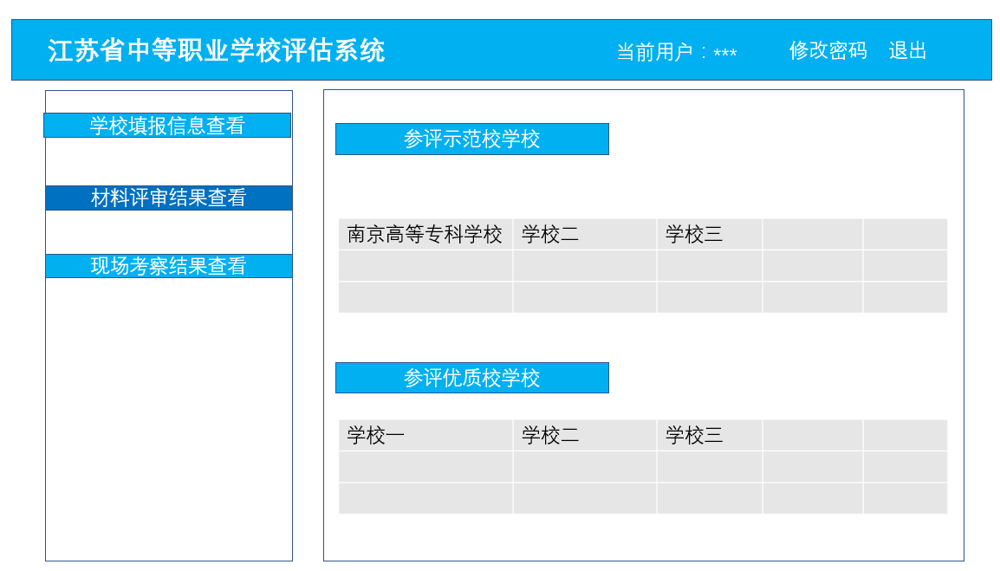 江苏省中等职业学校评估系统
当前用户：*** 修改密码 退出
学校填报信息查看
材料评审结果查看
现场考察结果查看
参评示范校学校
南京高等专科学校 学校二 学校三
参评优质校学校
学校一 学校二 学校三